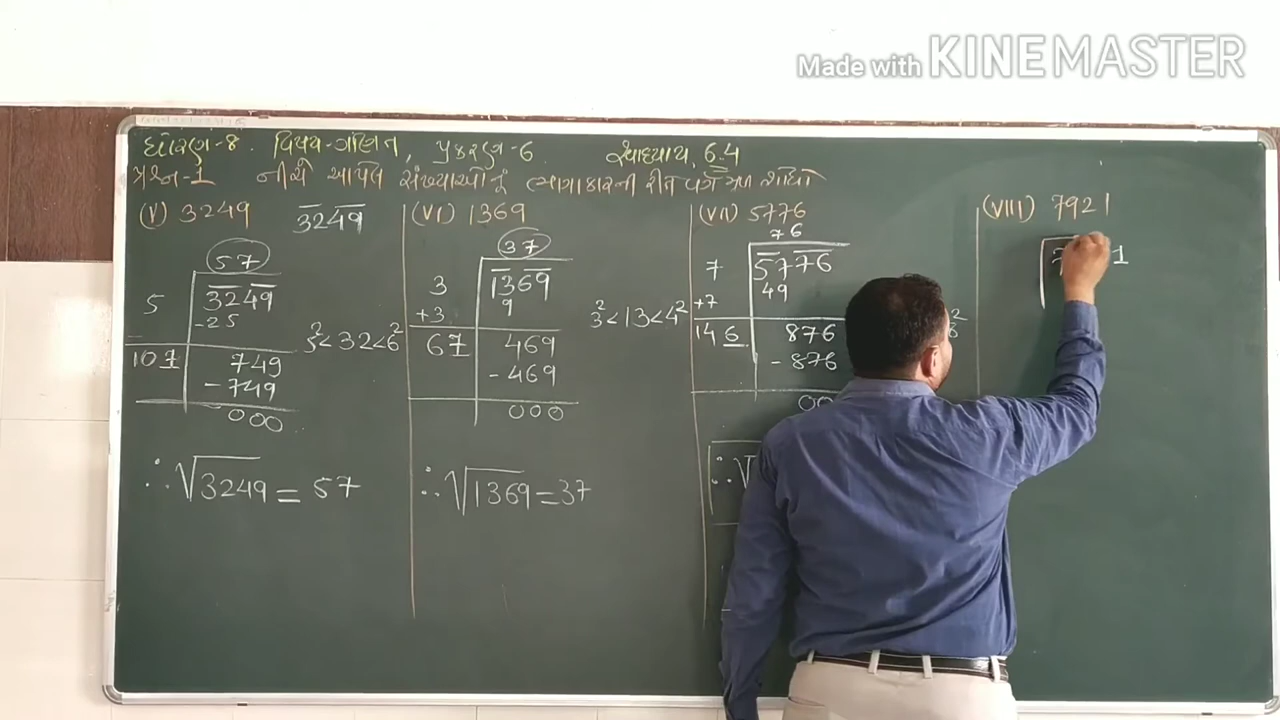 Made with KINEMASTER
ધોરણ-૮. વિષય-ગણિત, પ્રકરણ-6. સ્વાધ્યાય, 6.4
પ્રશ્ન-1 નીચે આપેલ સંખ્યાઓનું ભાગાકારની રીતે વર્ગમૂળ શોધો
(V) 3249 3249
57
5 3249
-25
107 749
-749
000
5²<32<6²
∴ √3249 = 57
(VI) 1369
37
3 1369
+3 9
67 469
-469
000
3²<13<4²
∴ √1369 = 37
(VII) 5776
76
7 5776
+7 49
146 876
-876
00
∴ √
(VIII) 7921
1